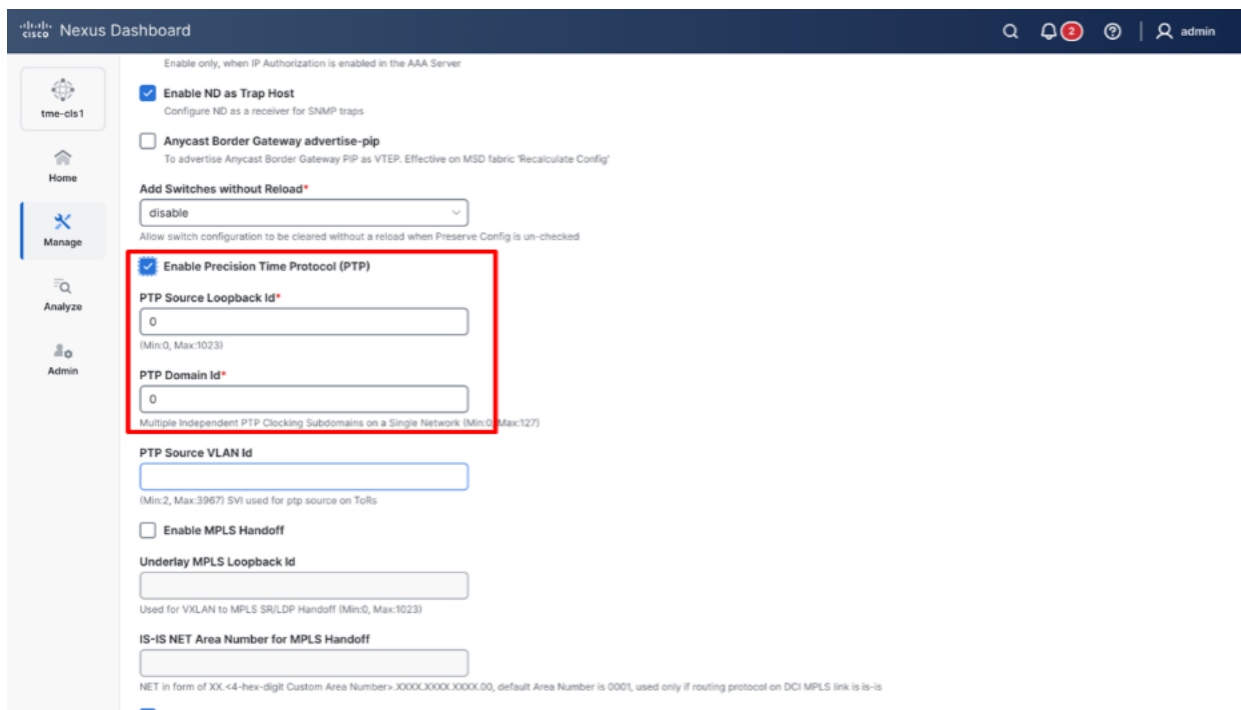 cisco Nexus Dashboard
2
admin
Enable only, when IP Authorization is enabled in the AAA Server
tme-cls1
Home
Manage
Analyze
Admin
Enable ND as Trap Host
Configure ND as a receiver for SNMP traps
Anycast Border Gateway advertise-pip
To advertise Anycast Border Gateway PIP as VTEP. Effective on MSD fabric 'Recalculate Config'
Add Switches without Reload*
disable
Allow switch configuration to be cleared without a reload when Preserve Config is un-checked
Enable Precision Time Protocol (PTP)
PTP Source Loopback Id*
0
(Min:0, Max:1023)
PTP Domain Id*
0
Multiple Independent PTP Clocking Subdomains on a Single Network (Min:0, Max:127)
PTP Source VLAN Id
(Min:2, Max:3967) SVI used for ptp source on ToRs
Enable MPLS Handoff
Underlay MPLS Loopback Id
Used for VXLAN to MPLS SR/LDP Handoff (Min:0, Max:1023)
IS-IS NET Area Number for MPLS Handoff
NET in form of XX.<4-hex-digit Custom Area Number>.XXXX.XXXX.XXXX.00, default Area Number is 0001, used only if routing protocol on DCI MPLS link is is-is